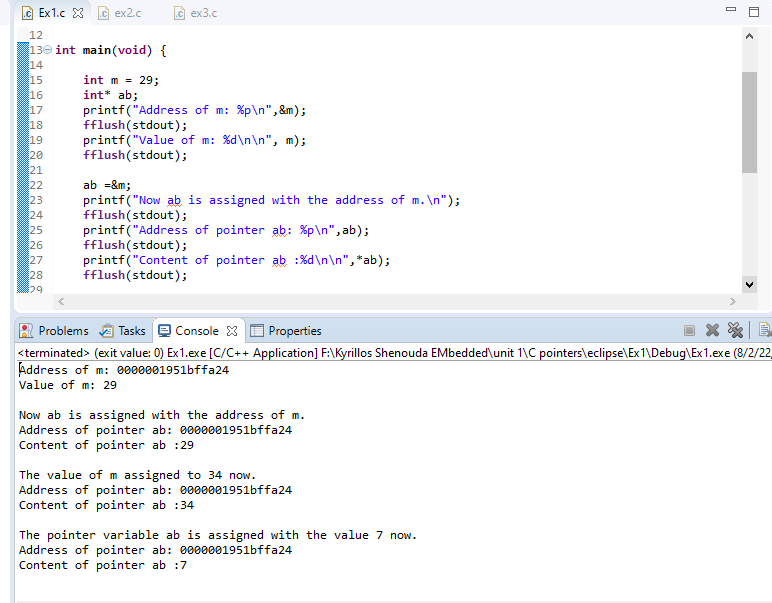 Ex1.c ex2.c ex3.c
12
13 int main(void) {
14
15 int m = 29;
16 int* ab;
17 printf("Address of m: %p\n",&m);
18 fflush(stdout);
19 printf("Value of m: %d\n\n", m);
20 fflush(stdout);
21
22 ab =&m;
23 printf("Now ab is assigned with the address of m.\n");
24 fflush(stdout);
25 printf("Address of pointer ab: %p\n",ab);
26 fflush(stdout);
27 printf("Content of pointer ab :%d\n\n",*ab);
28 fflush(stdout);
29
Problems Tasks Console Properties
<terminated> (exit value: 0) Ex1.exe [C/C++ Application] F:\Kyrillos Shenouda EMbedded\unit 1\C pointers\eclipse\Ex1\Debug\Ex1.exe (8/2/22,
Address of m: 0000001951bffa24
Value of m: 29
Now ab is assigned with the address of m.
Address of pointer ab: 0000001951bffa24
Content of pointer ab :29
The value of m assigned to 34 now.
Address of pointer ab: 0000001951bffa24
Content of pointer ab :34
The pointer variable ab is assigned with the value 7 now.
Address of pointer ab: 0000001951bffa24
Content of pointer ab :7